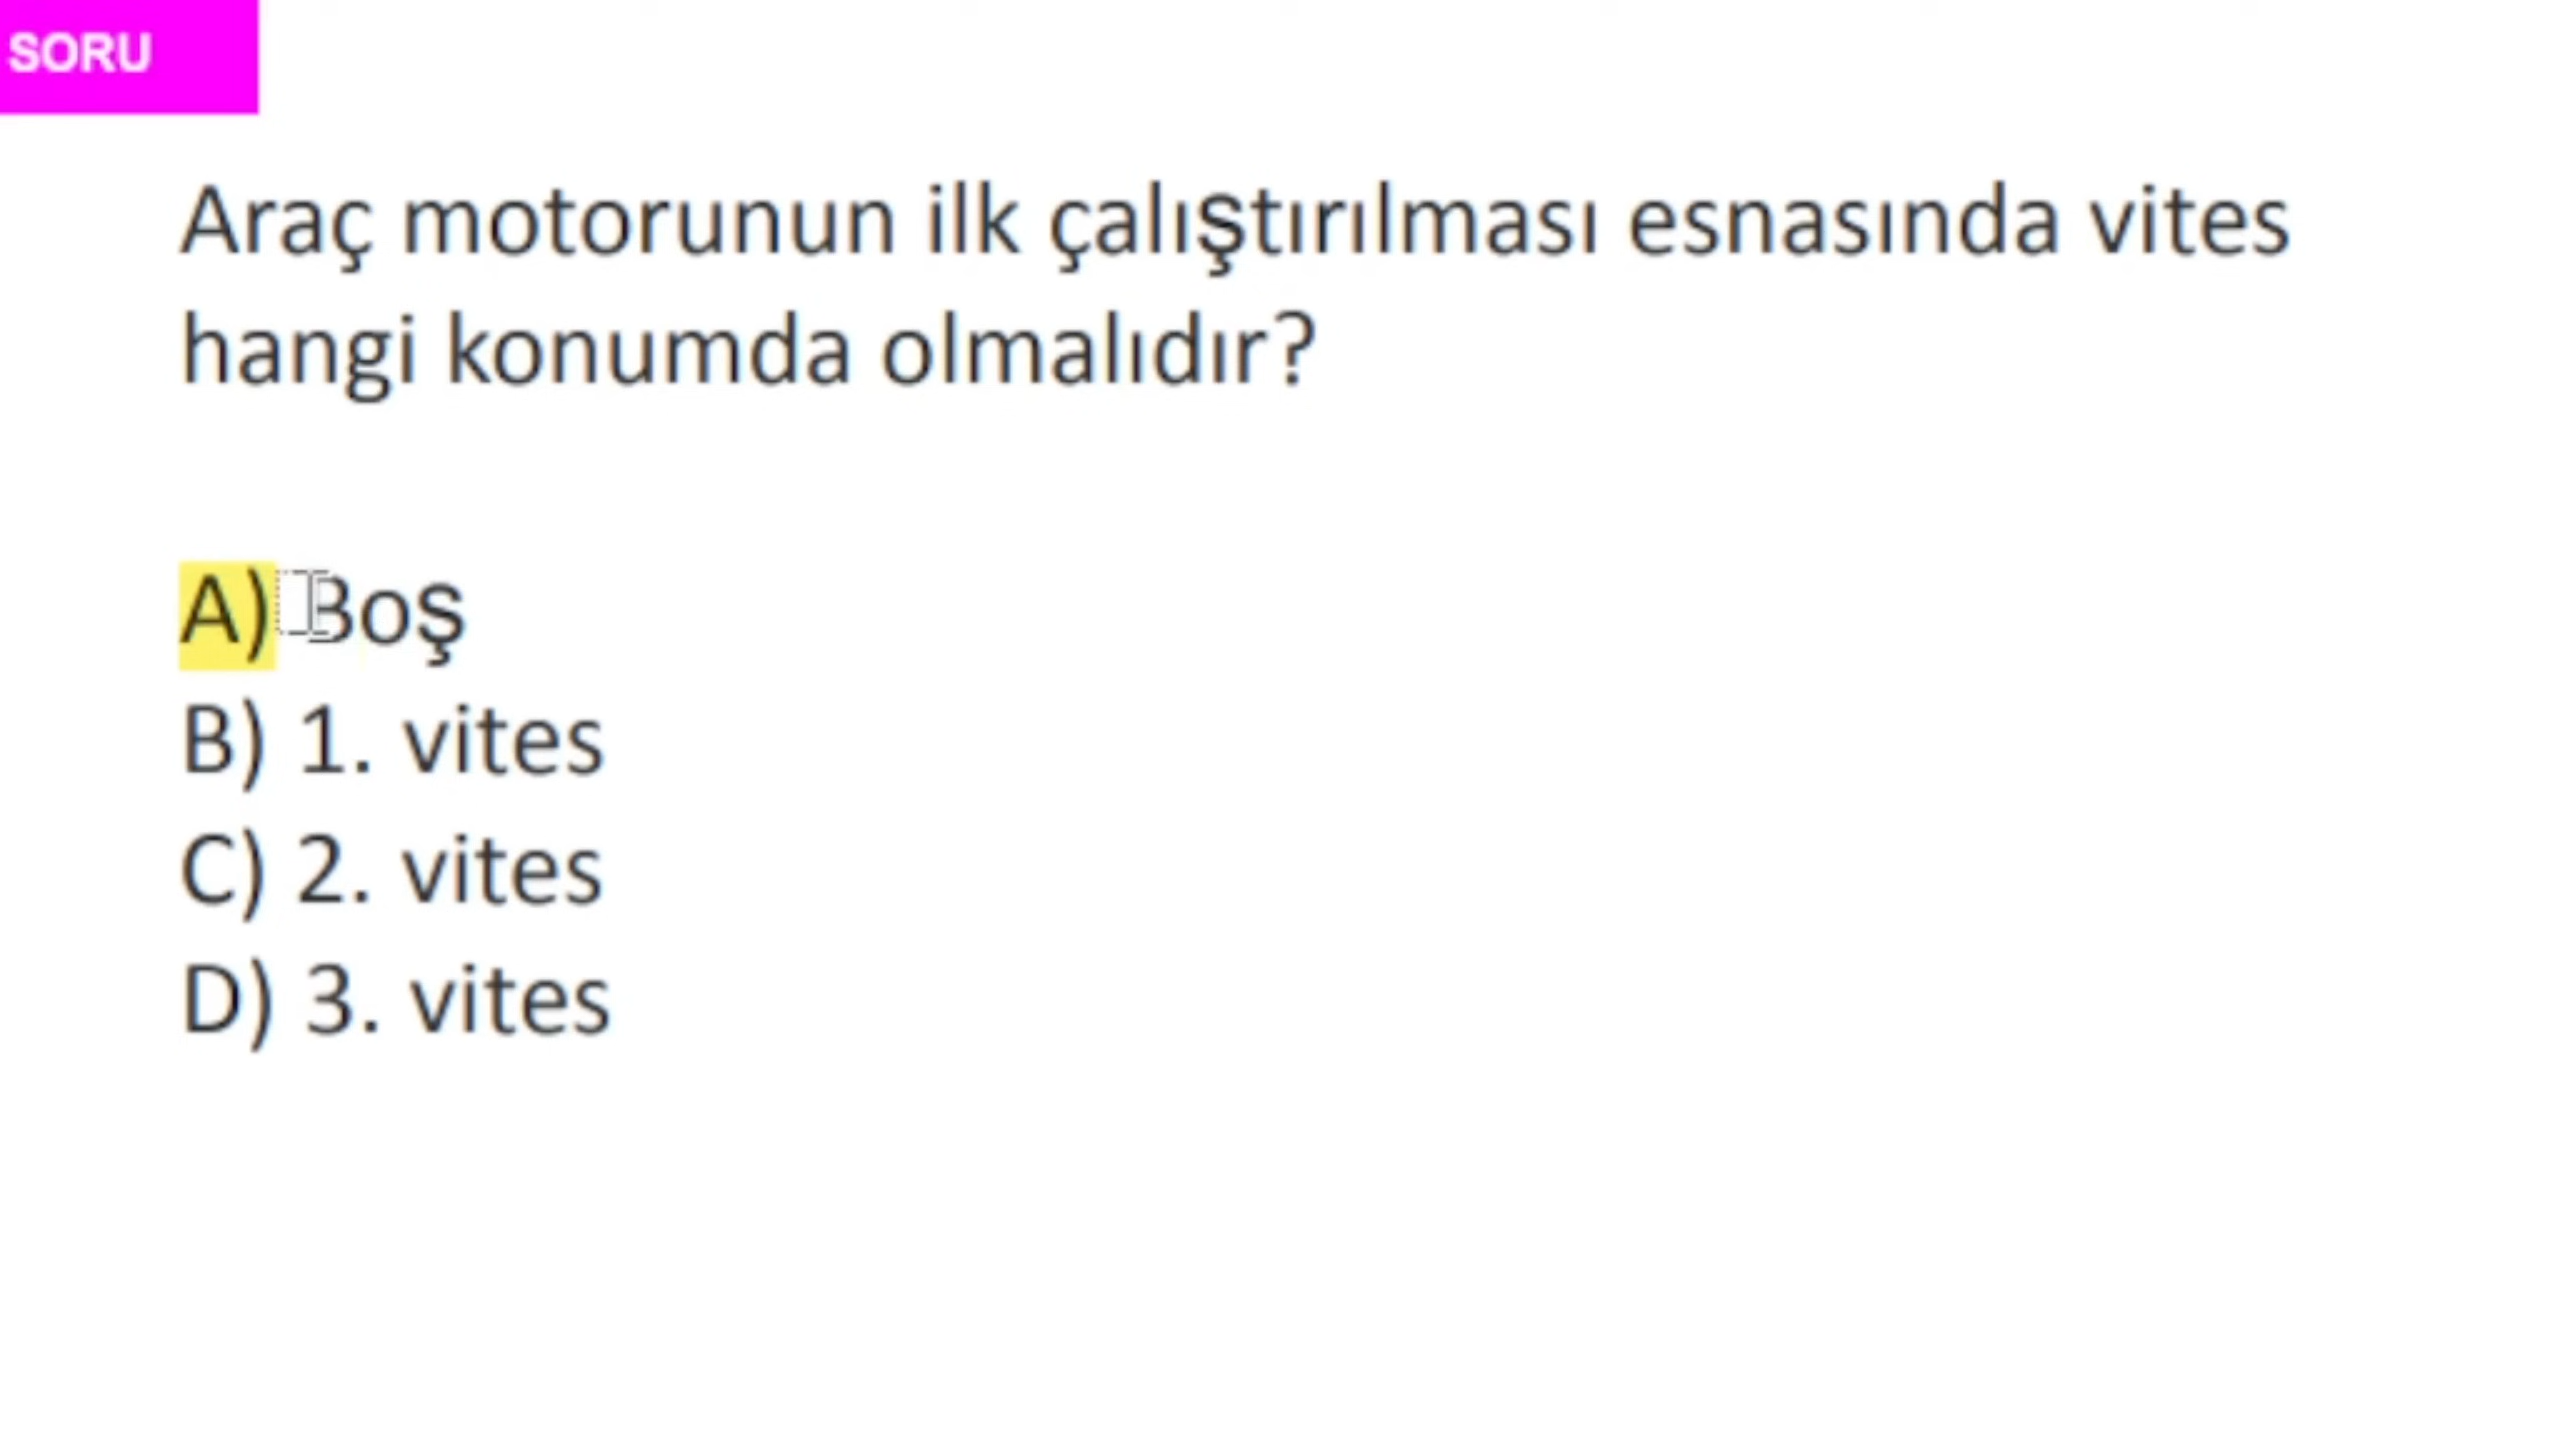 SORU
Araç motorunun ilk çalıştırılması esnasında vites
hangi konumda olmalıdır?
A) Boş
B) 1. vites
C) 2. vites
D) 3. vites